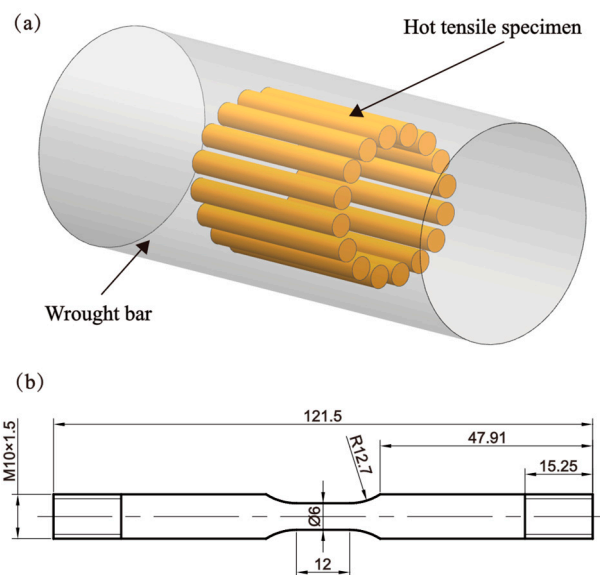 (a)
Hot tensile specimen
Wrought bar
(b)
121.5
M10×1.5
R12.7
47.91
15.25
Ø6
12